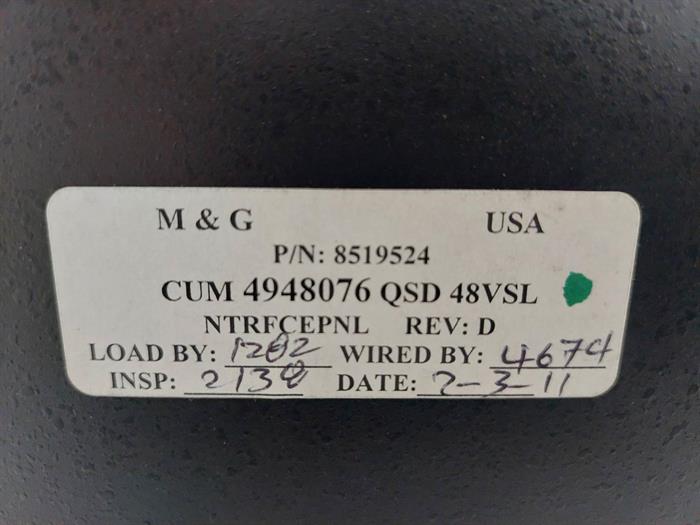 M & G USA
P/N: 8519524
CUM 4948076 QSD 48VSL
NTRFCEPNL REV: D
LOAD BY: 1202 WIRED BY: 4674
INSP: 2138 DATE: 2-3-11